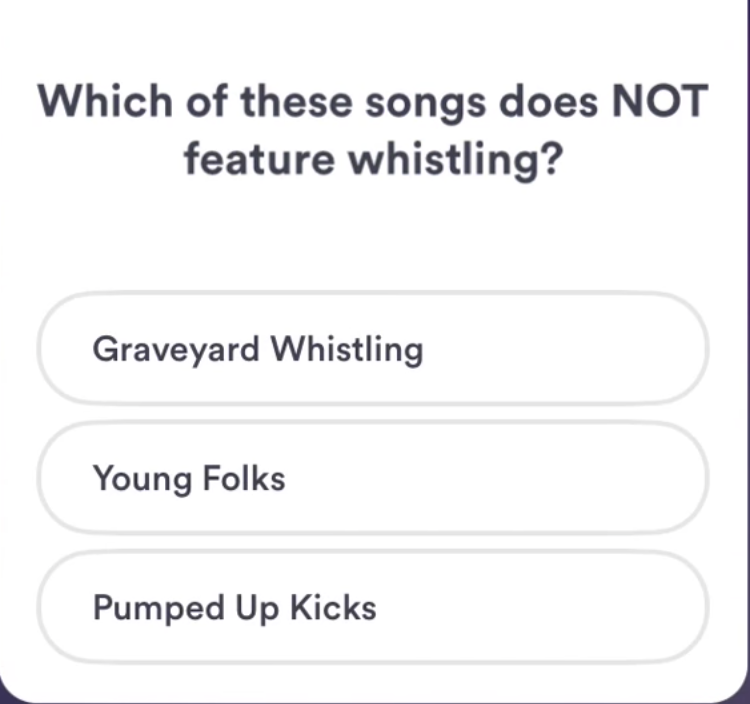 Which of these songs does NOT
feature whistling?
Graveyard Whistling
Young Folks
Pumped Up Kicks